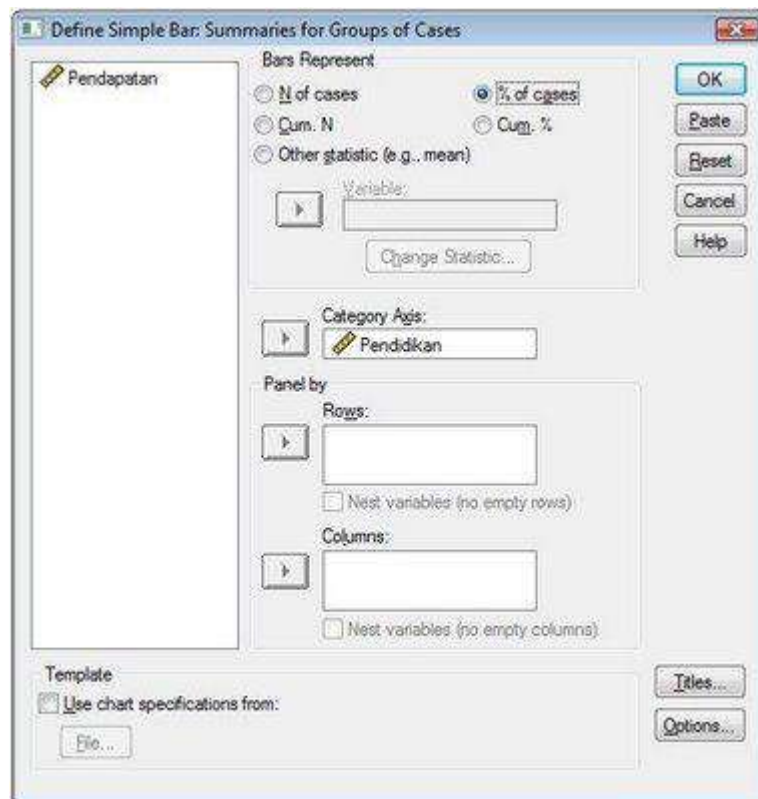 Define Simple Bar: Summaries for Groups of Cases
Pendapatan
Bars Represent
N of cases
% of cases
Cum. N
Cum. %
Other statistic (e.g., mean)
Variable:
Change Statistic...
Category Axis:
Pendidikan
Panel by
Rows:
Nest variables (no empty rows)
Columns:
Nest variables (no empty columns)
OK
Paste
Reset
Cancel
Help
Template
Use chart specifications from:
File...
Titles...
Options...